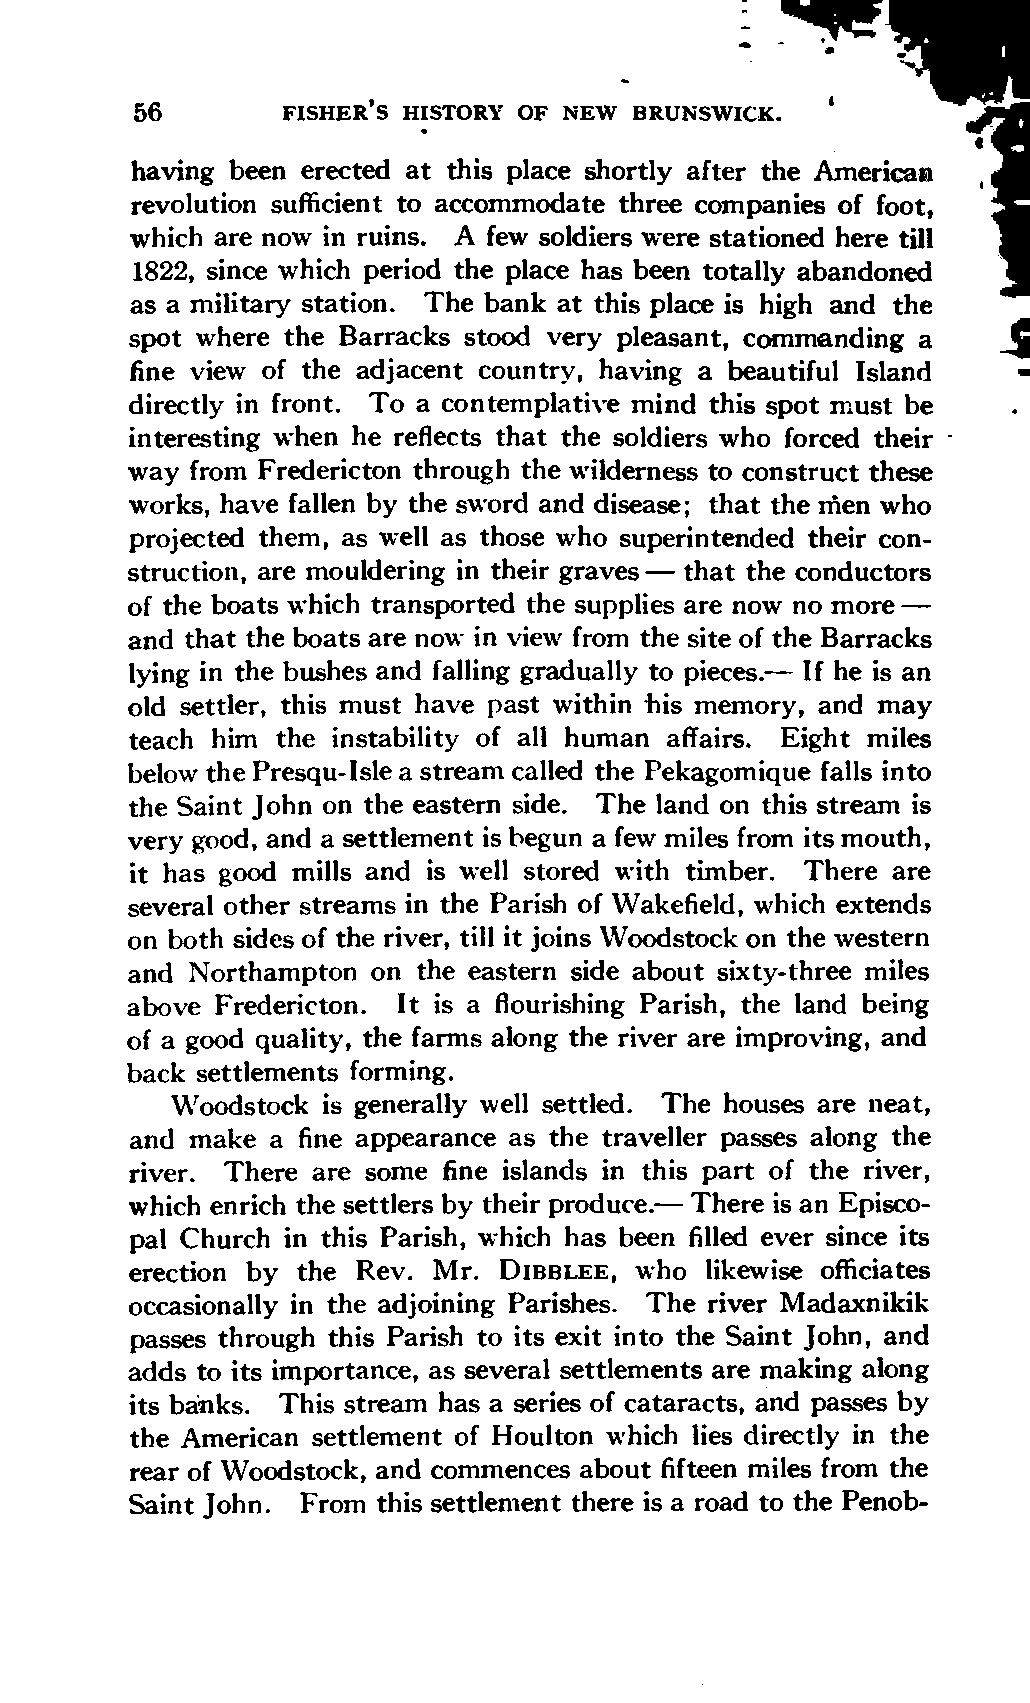 56 FISHER'S HISTORY OF NEW BRUNSWICK.
having been erected at this place shortly after the American
revolution sufficient to accommodate three companies of foot,
which are now in ruins. A few soldiers were stationed here till
1822, since which period the place has been totally abandoned
as a military station. The bank at this place is high and the
spot where the Barracks stood very pleasant, commanding a
fine view of the adjacent country, having a beautiful Island
directly in front. To a contemplative mind this spot must be
interesting when he reflects that the soldiers who forced their
way from Fredericton through the wilderness to construct these
works, have fallen by the sword and disease; that the men who
projected them, as well as those who superintended their con-
struction, are mouldering in their graves — that the conductors
of the boats which transported the supplies are now no more —
and that the boats are now in view from the site of the Barracks
lying in the bushes and falling gradually to pieces.— If he is an
old settler, this must have past within his memory, and may
teach him the instability of all human affairs. Eight miles
below the Presqu-Isle a stream called the Pekagomique falls into
the Saint John on the eastern side. The land on this stream is
very good, and a settlement is begun a few miles from its mouth,
it has good mills and is well stored with timber. There are
several other streams in the Parish of Wakefield, which extends
on both sides of the river, till it joins Woodstock on the western
and Northampton on the eastern side about sixty-three miles
above Fredericton. It is a flourishing Parish, the land being
of a good quality, the farms along the river are improving, and
back settlements forming.
Woodstock is generally well settled. The houses are neat,
and make a fine appearance as the traveller passes along the
river. There are some fine islands in this part of the river,
which enrich the settlers by their produce.— There is an Episco-
pal Church in this Parish, which has been filled ever since its
erection by the Rev. Mr. DIBBLEE, who likewise officiates
occasionally in the adjoining Parishes. The river Madaxnikik
passes through this Parish to its exit into the Saint John, and
adds to its importance, as several settlements are making along
its banks. This stream has a series of cataracts, and passes by
the American settlement of Houlton which lies directly in the
rear of Woodstock, and commences about fifteen miles from the
Saint John. From this settlement there is a road to the Penob-